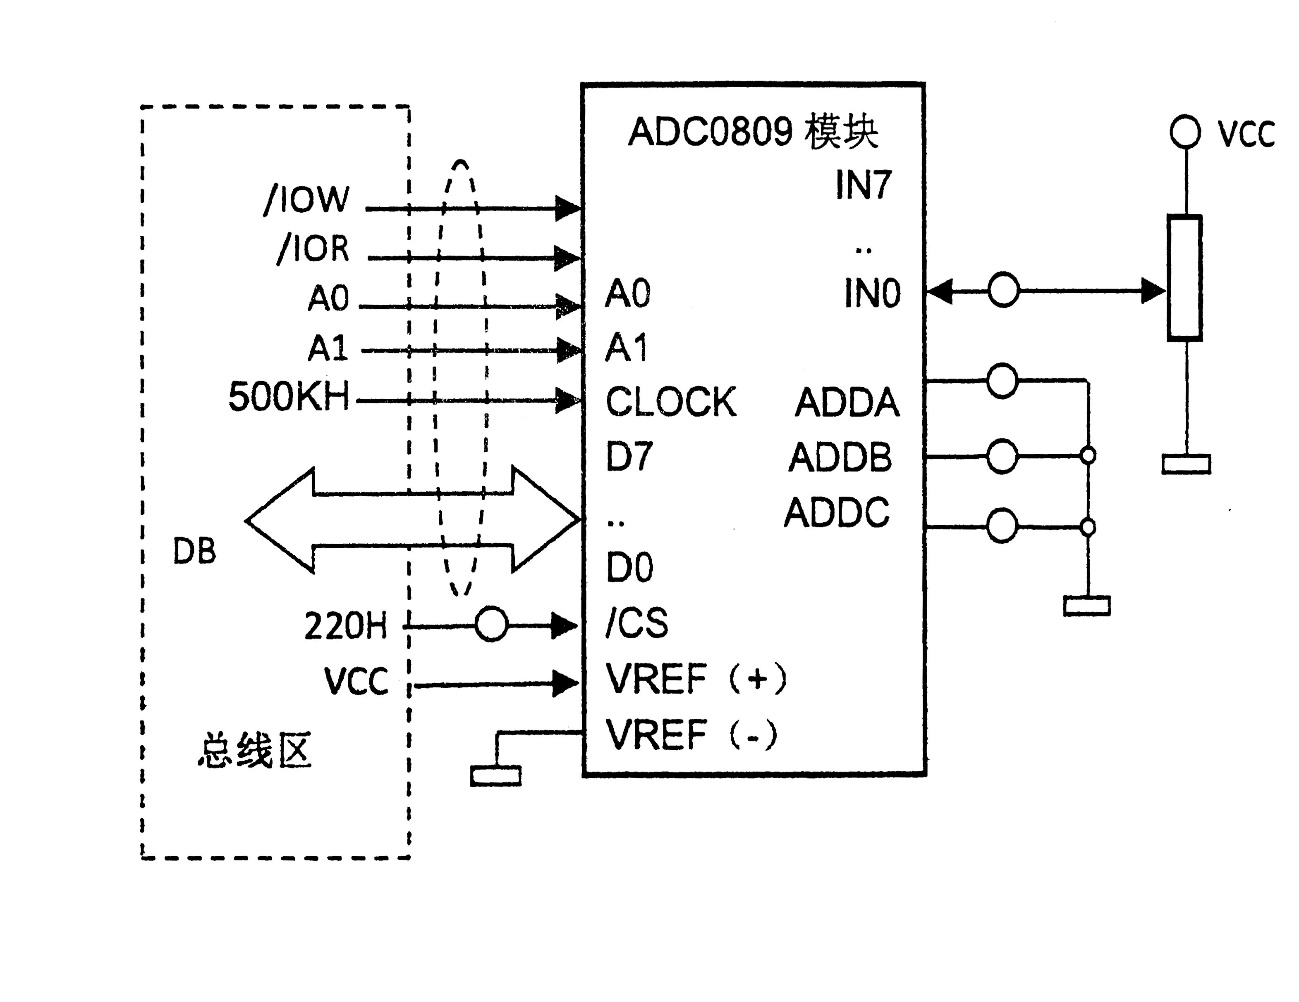 ADC0809 模块
VCC
IN7
/IOW
/IOR
..
A0
A0
IN0
A1
A1
500KH
CLOCK
ADDA
D7
ADDB
..
ADDC
DB
D0
220H
/CS
VCC
VREF (+)
VREF (-)
总线区